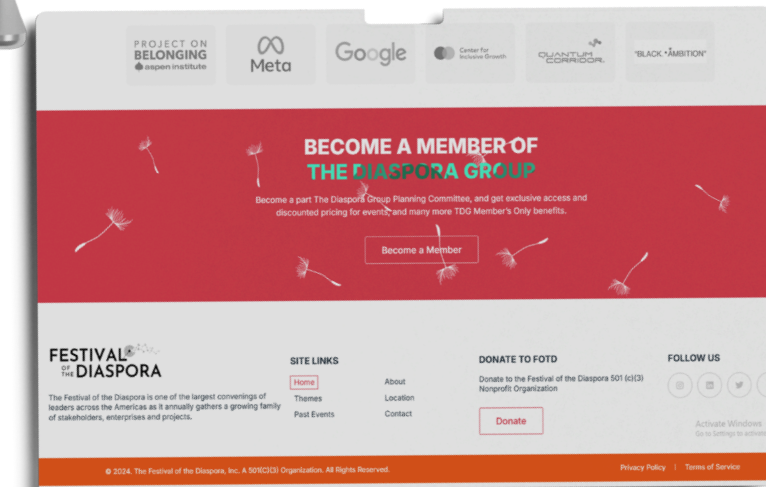 PROJECT ON
BELONGING
aspen institute
Meta
Google
Center for
Inclusive Growth
QUANTUM
CORRIDOR.
"BLACK.*AMBITION"
BECOME A MEMBER OF
THE DIASPORA GROUP
Become a part The Diaspora Group Planning Committee, and get exclusive access and
discounted pricing for events, and many more TDG Member's Only benefits.
Become a Member
FESTIVAL
OF
THE DIASPORA
The Festival of the Diaspora is one of the largest convenings of
leaders across the Americas as it annually gathers a growing family
of stakeholders, enterprises and projects.
SITE LINKS
Home
Themes
Past Events
About
Location
Contact
DONATE TO FOTD
Donate to the Festival of the Diaspora 501 (c)(3)
Nonprofit Organization
Donate
FOLLOW US
Activate Windows
Go to Settings to activate
© 2024. The Festival of the Diaspora, Inc. A 501(C)(3) Organization. All Rights Reserved.
Privacy Policy | Terms of Service